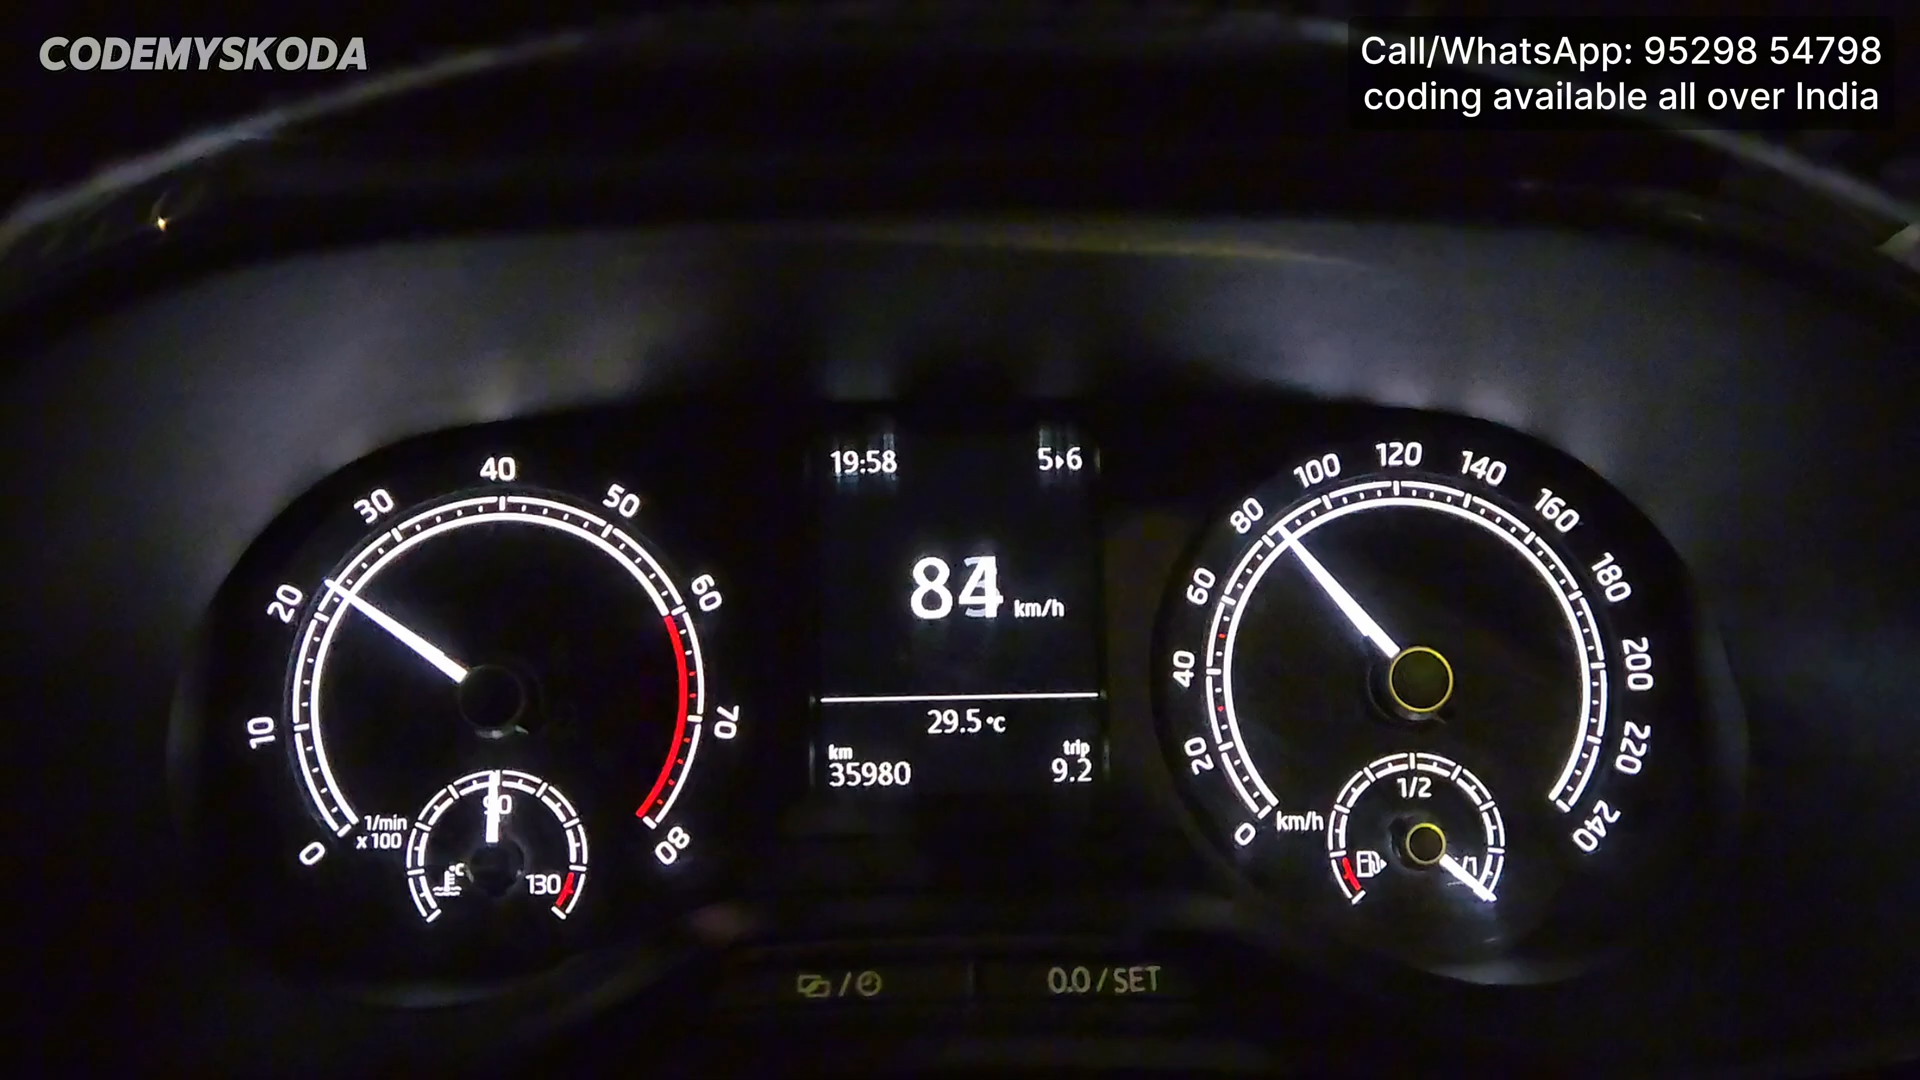 CODEMYSKODA
Call/WhatsApp: 95298 54798
coding available all over India
19:58
5▸6
84 km/h
29.5 °C
km
35980
trip
9.2
0
10
20
30
40
50
60
70
80
1/min
x 100
90
130
°C
0
20
40
60
80
100
120
140
160
180
200
220
240
km/h
1/2
1/1
/
0.0 / SET